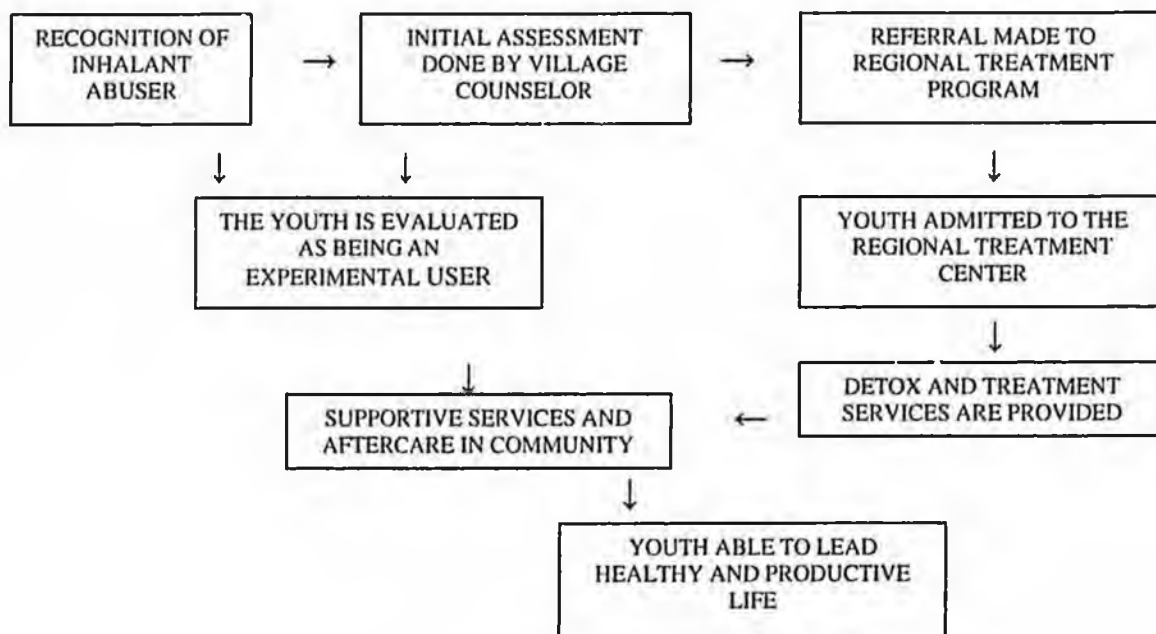 RECOGNITION OF
INHALANT
ABUSER
→
INITIAL ASSESSMENT
DONE BY VILLAGE
COUNSELOR
→
REFERRAL MADE TO
REGIONAL TREATMENT
PROGRAM
↓
↓
↓
THE YOUTH IS EVALUATED
AS BEING AN
EXPERIMENTAL USER
YOUTH ADMITTED TO THE
REGIONAL TREATMENT
CENTER
↓
↓
DETOX AND TREATMENT
SERVICES ARE PROVIDED
←
SUPPORTIVE SERVICES AND
AFTERCARE IN COMMUNITY
↓
YOUTH ABLE TO LEAD
HEALTHY AND PRODUCTIVE
LIFE